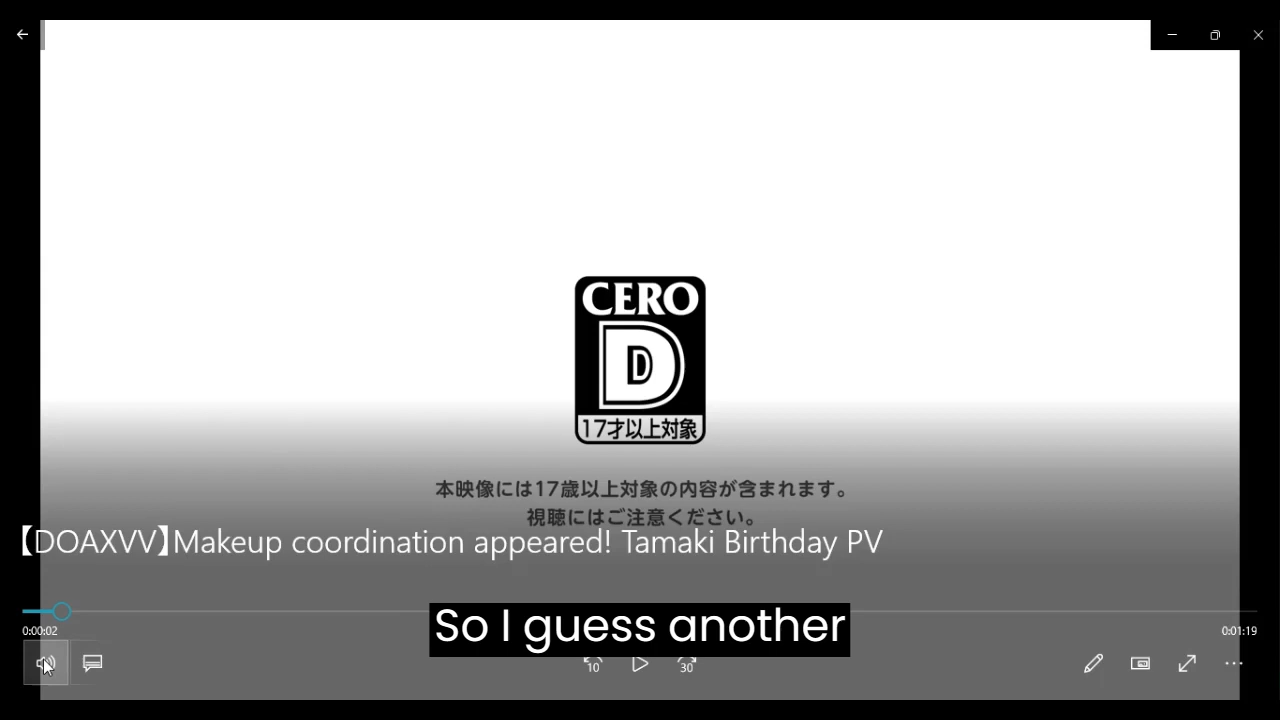 CERO
D
17才以上対象
本映像には17歳以上対象の内容が含まれます。
視聴にはご注意ください。
【DOAXVV】Makeup coordination appeared! Tamaki Birthday PV
So I guess another
0:00:02
0:01:19
10
30